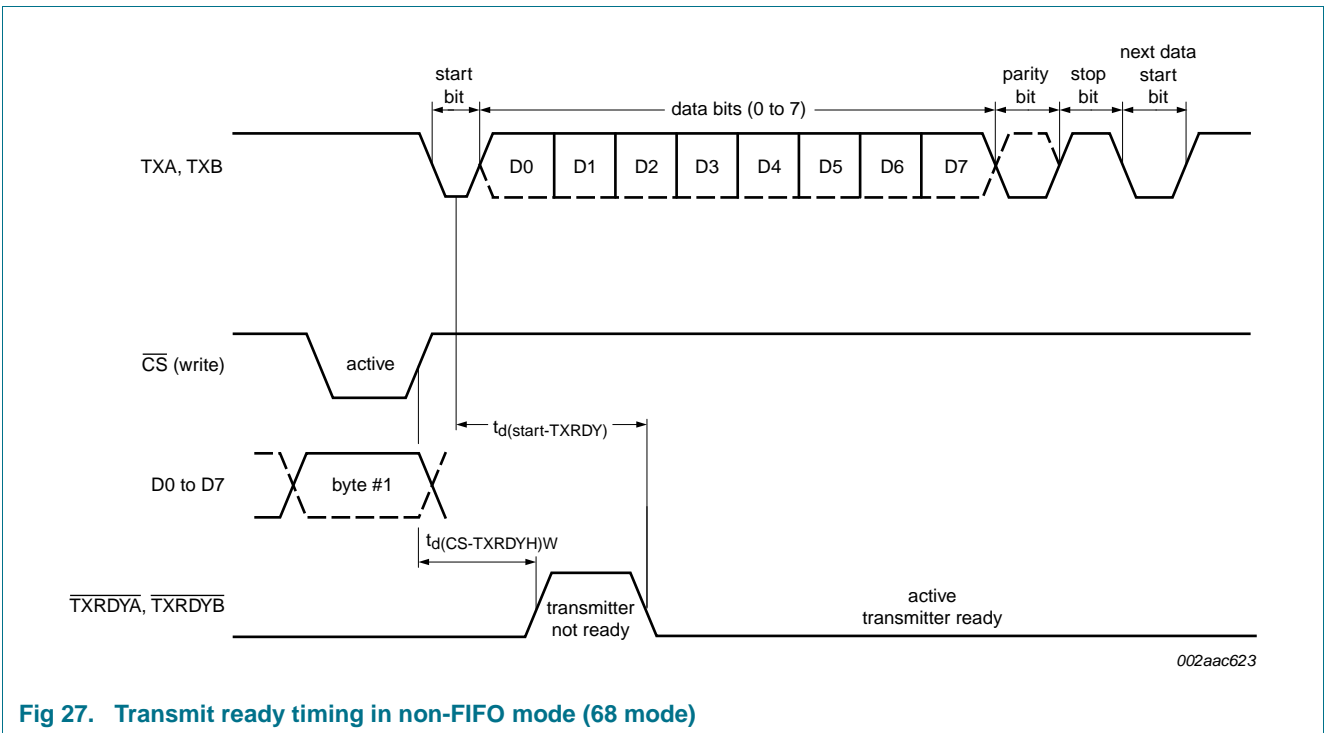 start
bit
data bits (0 to 7)
parity
bit
stop
bit
next data
start
bit
TXA, TXB
D0
D1
D2
D3
D4
D5
D6
D7
CS (write)
active
td(start-TXRDY)
D0 to D7
byte #1
td(CS-TXRDYH)W
TXRDYA, TXRDYB
transmitter
not ready
active
transmitter ready
002aac623
Fig 27. Transmit ready timing in non-FIFO mode (68 mode)